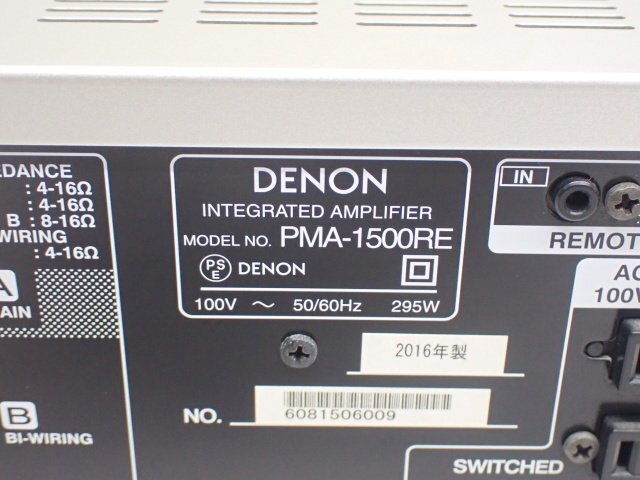 EDANCE
: 4-16Ω
: 4-16Ω
B : 8-16Ω
WIRING
: 4-16Ω
A
AIN
B
BI-WIRING
DENON
INTEGRATED AMPLIFIER
MODEL NO. PMA-1500RE
PS E DENON
100V ～ 50/60Hz 295W
2016年製
NO. 6081506009
IN
REMOT
AC
100V
SWITCHED